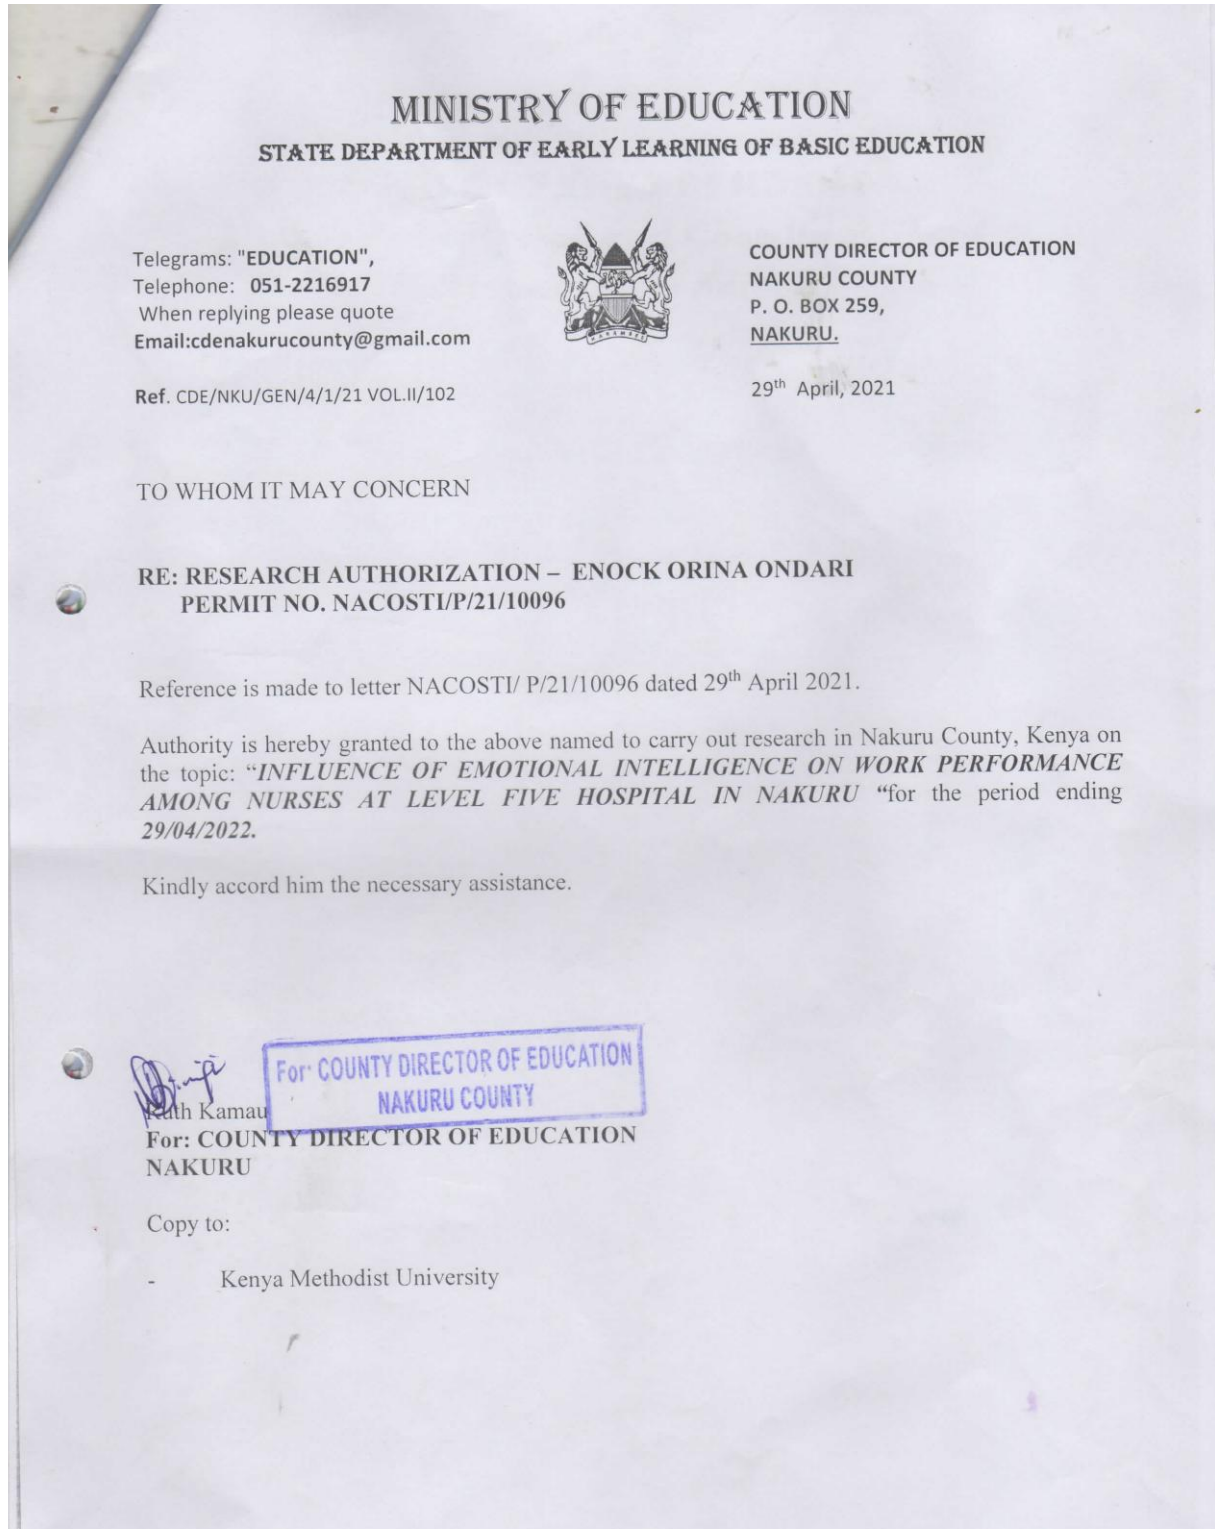 MINISTRY OF EDUCATION
STATE DEPARTMENT OF EARLY LEARNING OF BASIC EDUCATION
Telegrams: "EDUCATION",
Telephone: 051-2216917
When replying please quote
Email:cdenakurucounty@gmail.com
Ref. CDE/NKU/GEN/4/1/21 VOL.II/102
HARAMBEE
COUNTY DIRECTOR OF EDUCATION
NAKURU COUNTY
P. O. BOX 259,
NAKURU.
29th April, 2021
TO WHOM IT MAY CONCERN
RE: RESEARCH AUTHORIZATION – ENOCK ORINA ONDARI
PERMIT NO. NACOSTI/P/21/10096
Reference is made to letter NACOSTI/ P/21/10096 dated 29th April 2021.
Authority is hereby granted to the above named to carry out research in Nakuru County, Kenya on
the topic: “INFLUENCE OF EMOTIONAL INTELLIGENCE ON WORK PERFORMANCE
AMONG NURSES AT LEVEL FIVE HOSPITAL IN NAKURU “for the period ending
29/04/2022.
Kindly accord him the necessary assistance.
For: COUNTY DIRECTOR OF EDUCATION
NAKURU COUNTY
Ruth Kamau
For: COUNTY DIRECTOR OF EDUCATION
NAKURU
Copy to:
- Kenya Methodist University